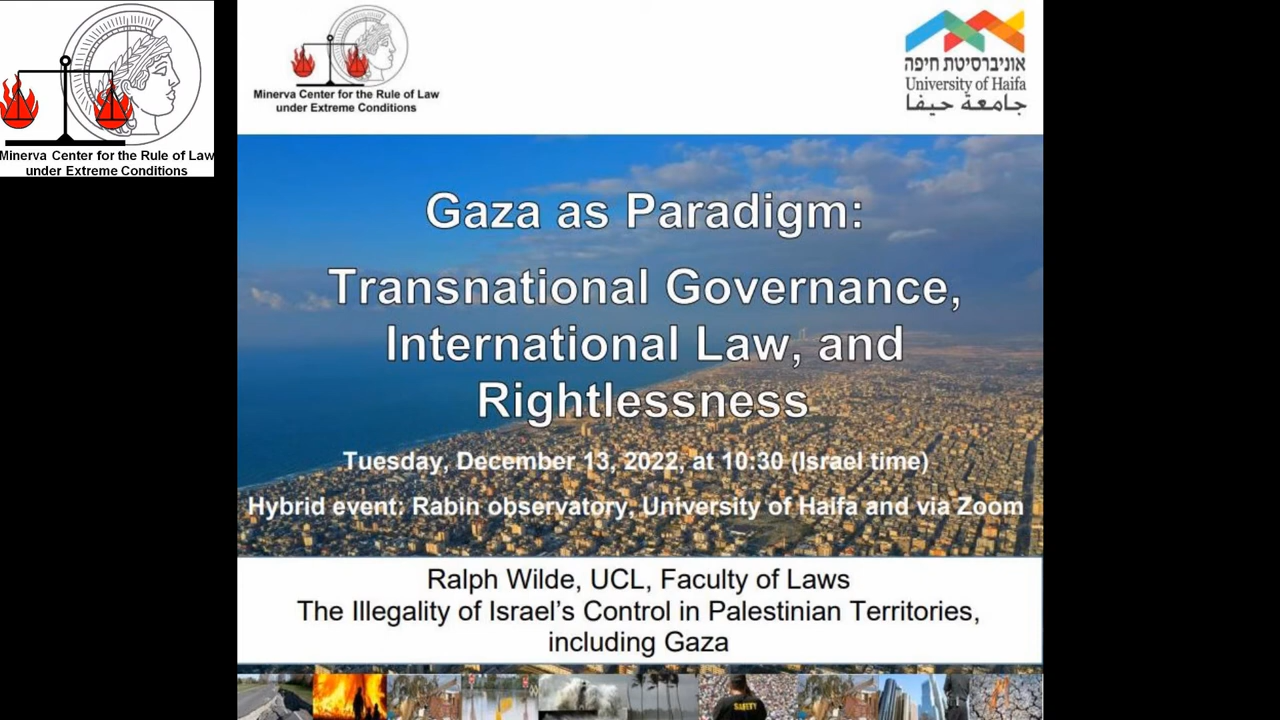 Minerva Center for the Rule of Law
under Extreme Conditions
Minerva Center for the Rule of Law
under Extreme Conditions
אוניברסיטת חיפה
University of Haifa
جامعة حيفا
Gaza as Paradigm:
Transnational Governance,
International Law, and
Rightlessness
Tuesday, December 13, 2022, at 10:30 (Israel time)
Hybrid event: Rabin observatory, University of Haifa and via Zoom
Ralph Wilde, UCL, Faculty of Laws
The Illegality of Israel's Control in Palestinian Territories,
including Gaza
SAFETY